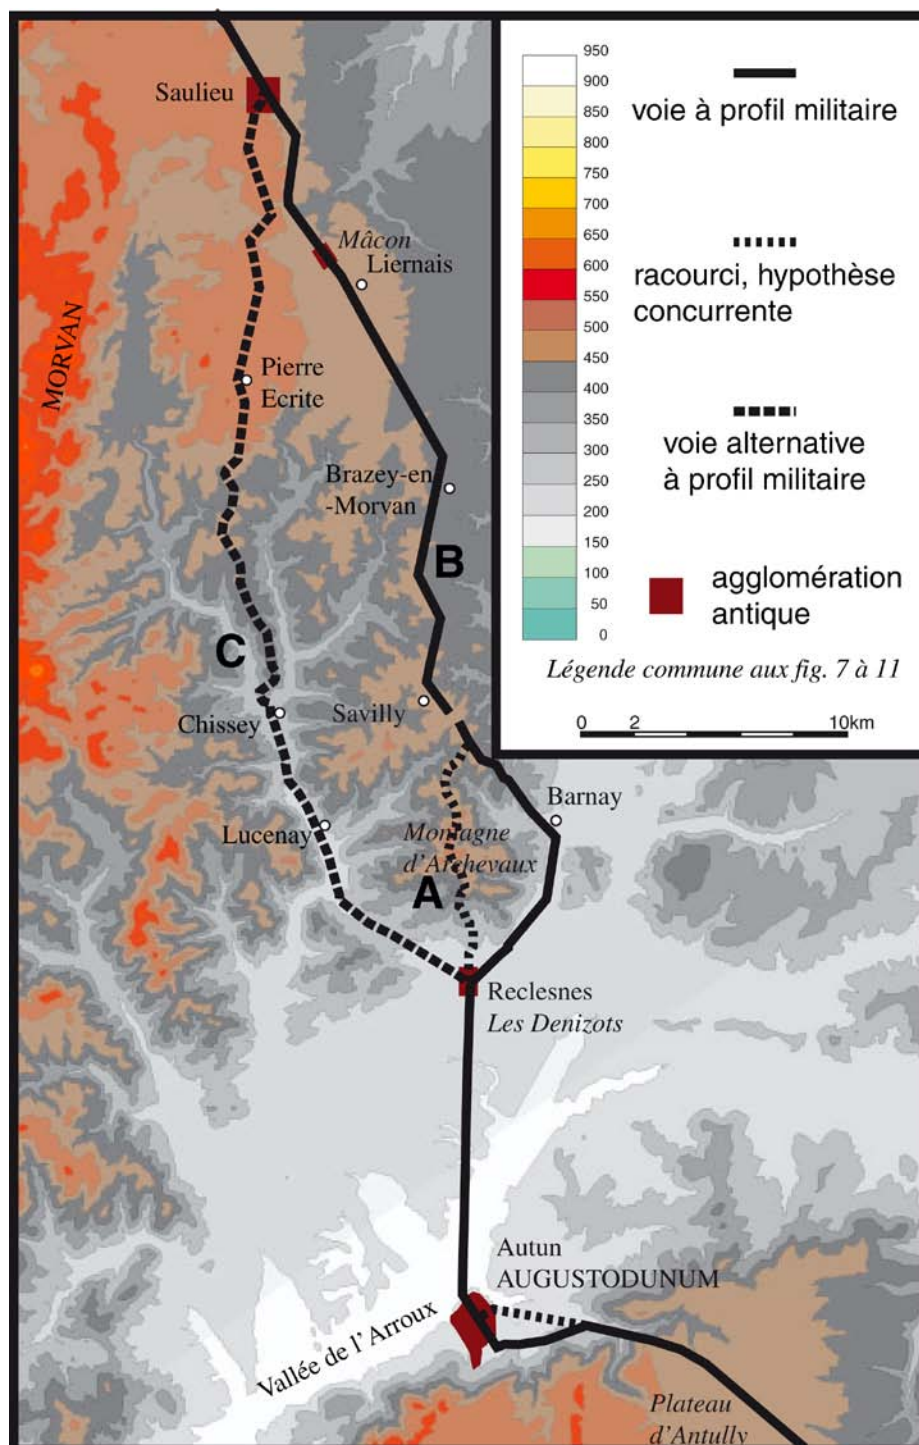 Saulieu
Mâcon
Liernais
MORVAN
Pierre
Ecrite
Brazey-en
-Morvan
B
C
Chissey
Savilly
Barnay
Lucenay
Montagne
d'Archevaux
A
Reclesnes
Les Denizots
Autun
AUGUSTODUNUM
Vallée de l' Arroux
Plateau
d'Antully
950
900
850
800
750
700
650
600
550
500
450
400
350
300
250
200
150
100
50
0
voie à profil militaire
racourci, hypothèse
concurrente
voie alternative
à profil militaire
agglomération
antique
Légende commune aux fig. 7 à 11
0 2 10km